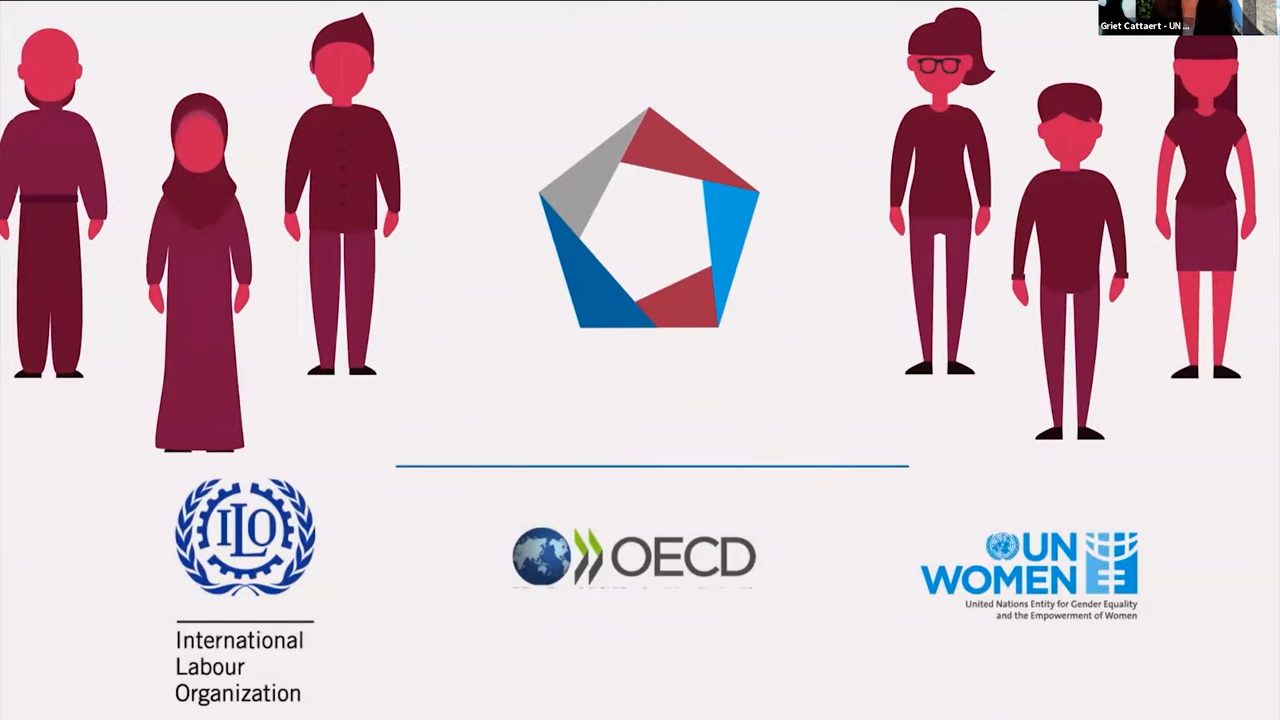 Griet Cattaert - UN ...
ILO
International
Labour
Organization
OECD
UN
WOMEN
United Nations Entity for Gender Equality
and the Empowerment of Women